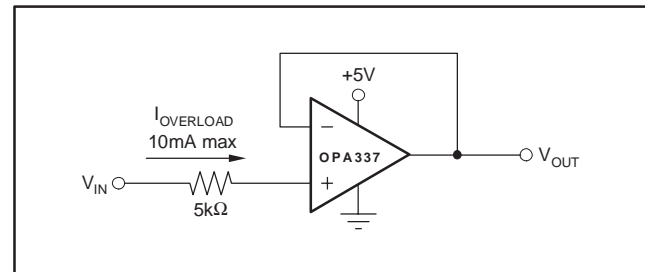 +5V
I_OVERLOAD
10mA max
−
OPA337
V_OUT
V_IN
+
5kΩ